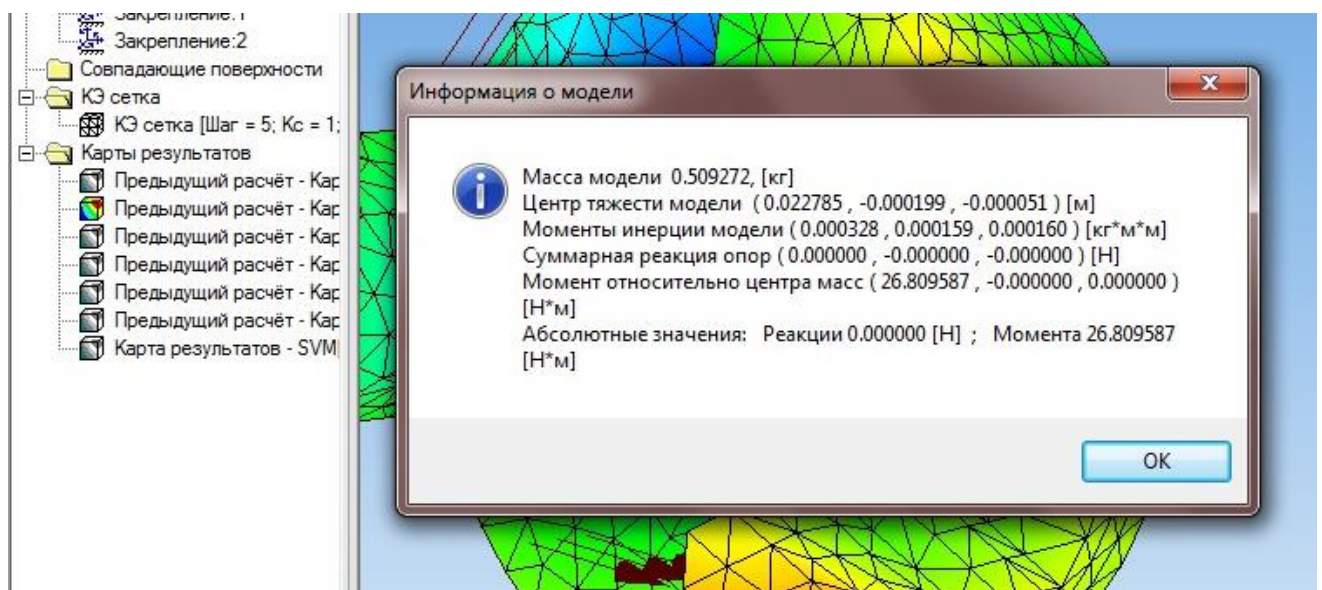 Закрепление:1
Закрепление:2
Совпадающие поверхности
КЭ сетка
КЭ сетка [Шаг = 5; Кс = 1;
Карты результатов
Предыдущий расчёт - Кар
Предыдущий расчёт - Кар
Предыдущий расчёт - Кар
Предыдущий расчёт - Кар
Предыдущий расчёт - Кар
Предыдущий расчёт - Кар
Карта результатов - SVM
Информация о модели
Масса модели 0.509272, [кг]
Центр тяжести модели ( 0.022785 , -0.000199 , -0.000051 ) [м]
Моменты инерции модели ( 0.000328 , 0.000159 , 0.000160 ) [кг*м*м]
Суммарная реакция опор ( 0.000000 , -0.000000 , -0.000000 ) [Н]
Момент относительно центра масс ( 26.809587 , -0.000000 , 0.000000 )
[Н*м]
Абсолютные значения: Реакции 0.000000 [Н] ; Момента 26.809587
[Н*м]
OK